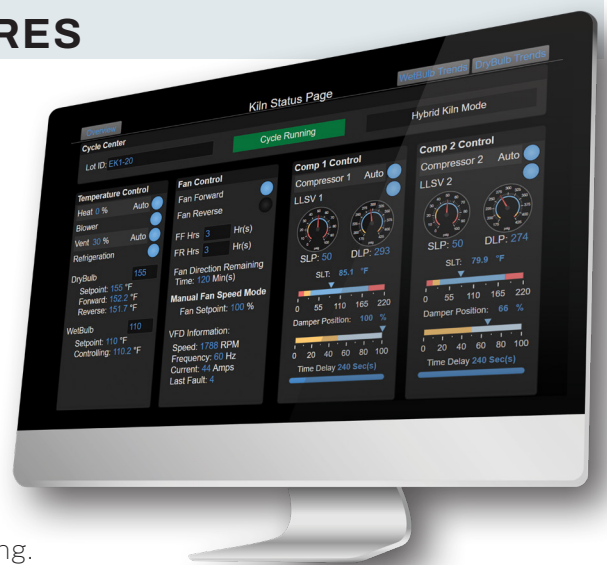 RES
Kiln Status Page
WetBulb Trends
DryBulb Trends
Overview
Cycle Center
Lot ID: EK1-20
Cycle Running
Hybrid Kiln Mode
Temperature Control
Heat 0 %
Auto
Blower
Vent 30 %
Auto
Refrigeration
DryBulb
155
Setpoint: 155 °F
Forward: 152.2 °F
Reverse: 151.7 °F
WetBulb
110
Setpoint: 110 °F
Controlling: 110.2 °F
Fan Control
Fan Forward
Fan Reverse
FF Hrs 3 Hr(s)
FR Hrs 3 Hr(s)
Fan Direction Remaining
Time: 120 Min(s)
Manual Fan Speed Mode
Fan Setpoint: 100 %
VFD Information:
Speed: 1788 RPM
Frequency: 60 Hz
Current: 44 Amps
Last Fault: 4
Comp 1 Control
Compressor 1
Auto
LLSV 1
SLP: 50
DLP: 293
SLT: 85.1 °F
0 55 110 165 220
Damper Position: 100 %
0 20 40 60 80 100
Time Delay 240 Sec(s)
Comp 2 Control
Compressor 2
Auto
LLSV 2
SLP: 50
DLP: 274
SLT: 79.9 °F
0 55 110 165 220
Damper Position: 66 %
0 20 40 60 80 100
Time Delay 240 Sec(s)
ng.